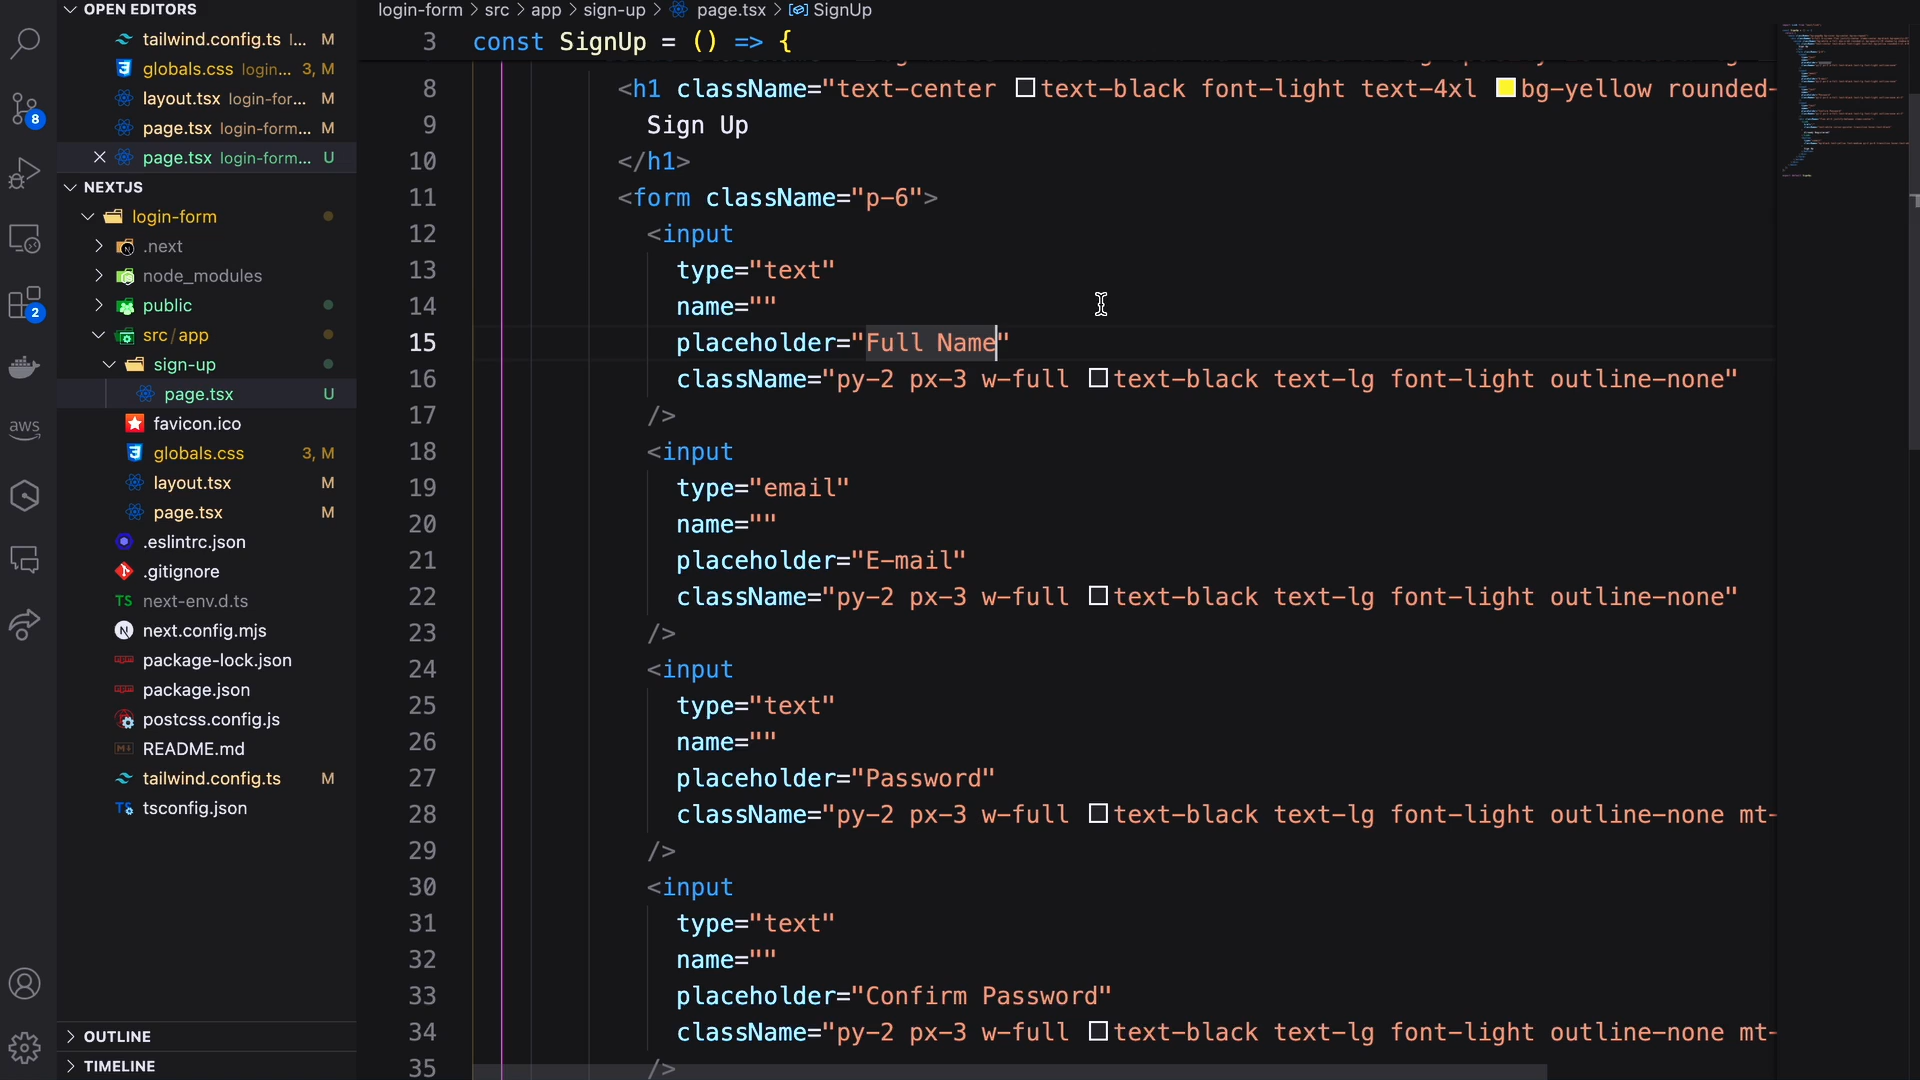 OPEN EDITORS
tailwind.config.ts l... M
globals.css login... 3, M
layout.tsx login-for... M
page.tsx login-form... M
page.tsx login-form... U
NEXTJS
login-form
.next
node_modules
public
src/app
sign-up
page.tsx U
favicon.ico
globals.css 3, M
layout.tsx M
page.tsx M
.eslintrc.json
.gitignore
TS next-env.d.ts
N next.config.mjs
package-lock.json
package.json
postcss.config.js
README.md
tailwind.config.ts M
TS tsconfig.json
OUTLINE
TIMELINE
8
2
aws
login-form > src > app > sign-up > page.tsx > SignUp
3 const SignUp = () => {
8 <h1 className="text-center text-black font-light text-4xl bg-yellow rounded-
9 Sign Up
10 </h1>
11 <form className="p-6">
12 <input
13 type="text"
14 name=""
15 placeholder="Full Name"
16 className="py-2 px-3 w-full text-black text-lg font-light outline-none"
17 />
18 <input
19 type="email"
20 name=""
21 placeholder="E-mail"
22 className="py-2 px-3 w-full text-black text-lg font-light outline-none"
23 />
24 <input
25 type="text"
26 name=""
27 placeholder="Password"
28 className="py-2 px-3 w-full text-black text-lg font-light outline-none mt-
29 />
30 <input
31 type="text"
32 name=""
33 placeholder="Confirm Password"
34 className="py-2 px-3 w-full text-black text-lg font-light outline-none mt-
35 />